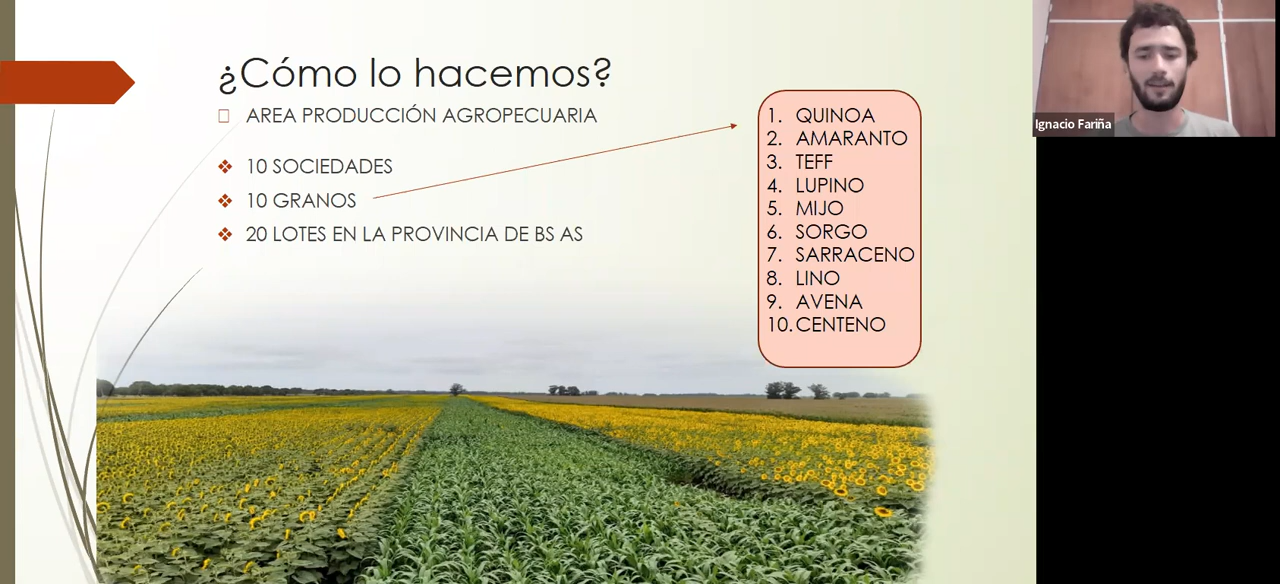 ¿Cómo lo hacemos?
AREA PRODUCCIÓN AGROPECUARIA
10 SOCIEDADES
10 GRANOS
20 LOTES EN LA PROVINCIA DE BS AS
1. QUINOA
2. AMARANTO
3. TEFF
4. LUPINO
5. MIJO
6. SORGO
7. SARRACENO
8. LINO
9. AVENA
10. CENTENO
Ignacio Fariña